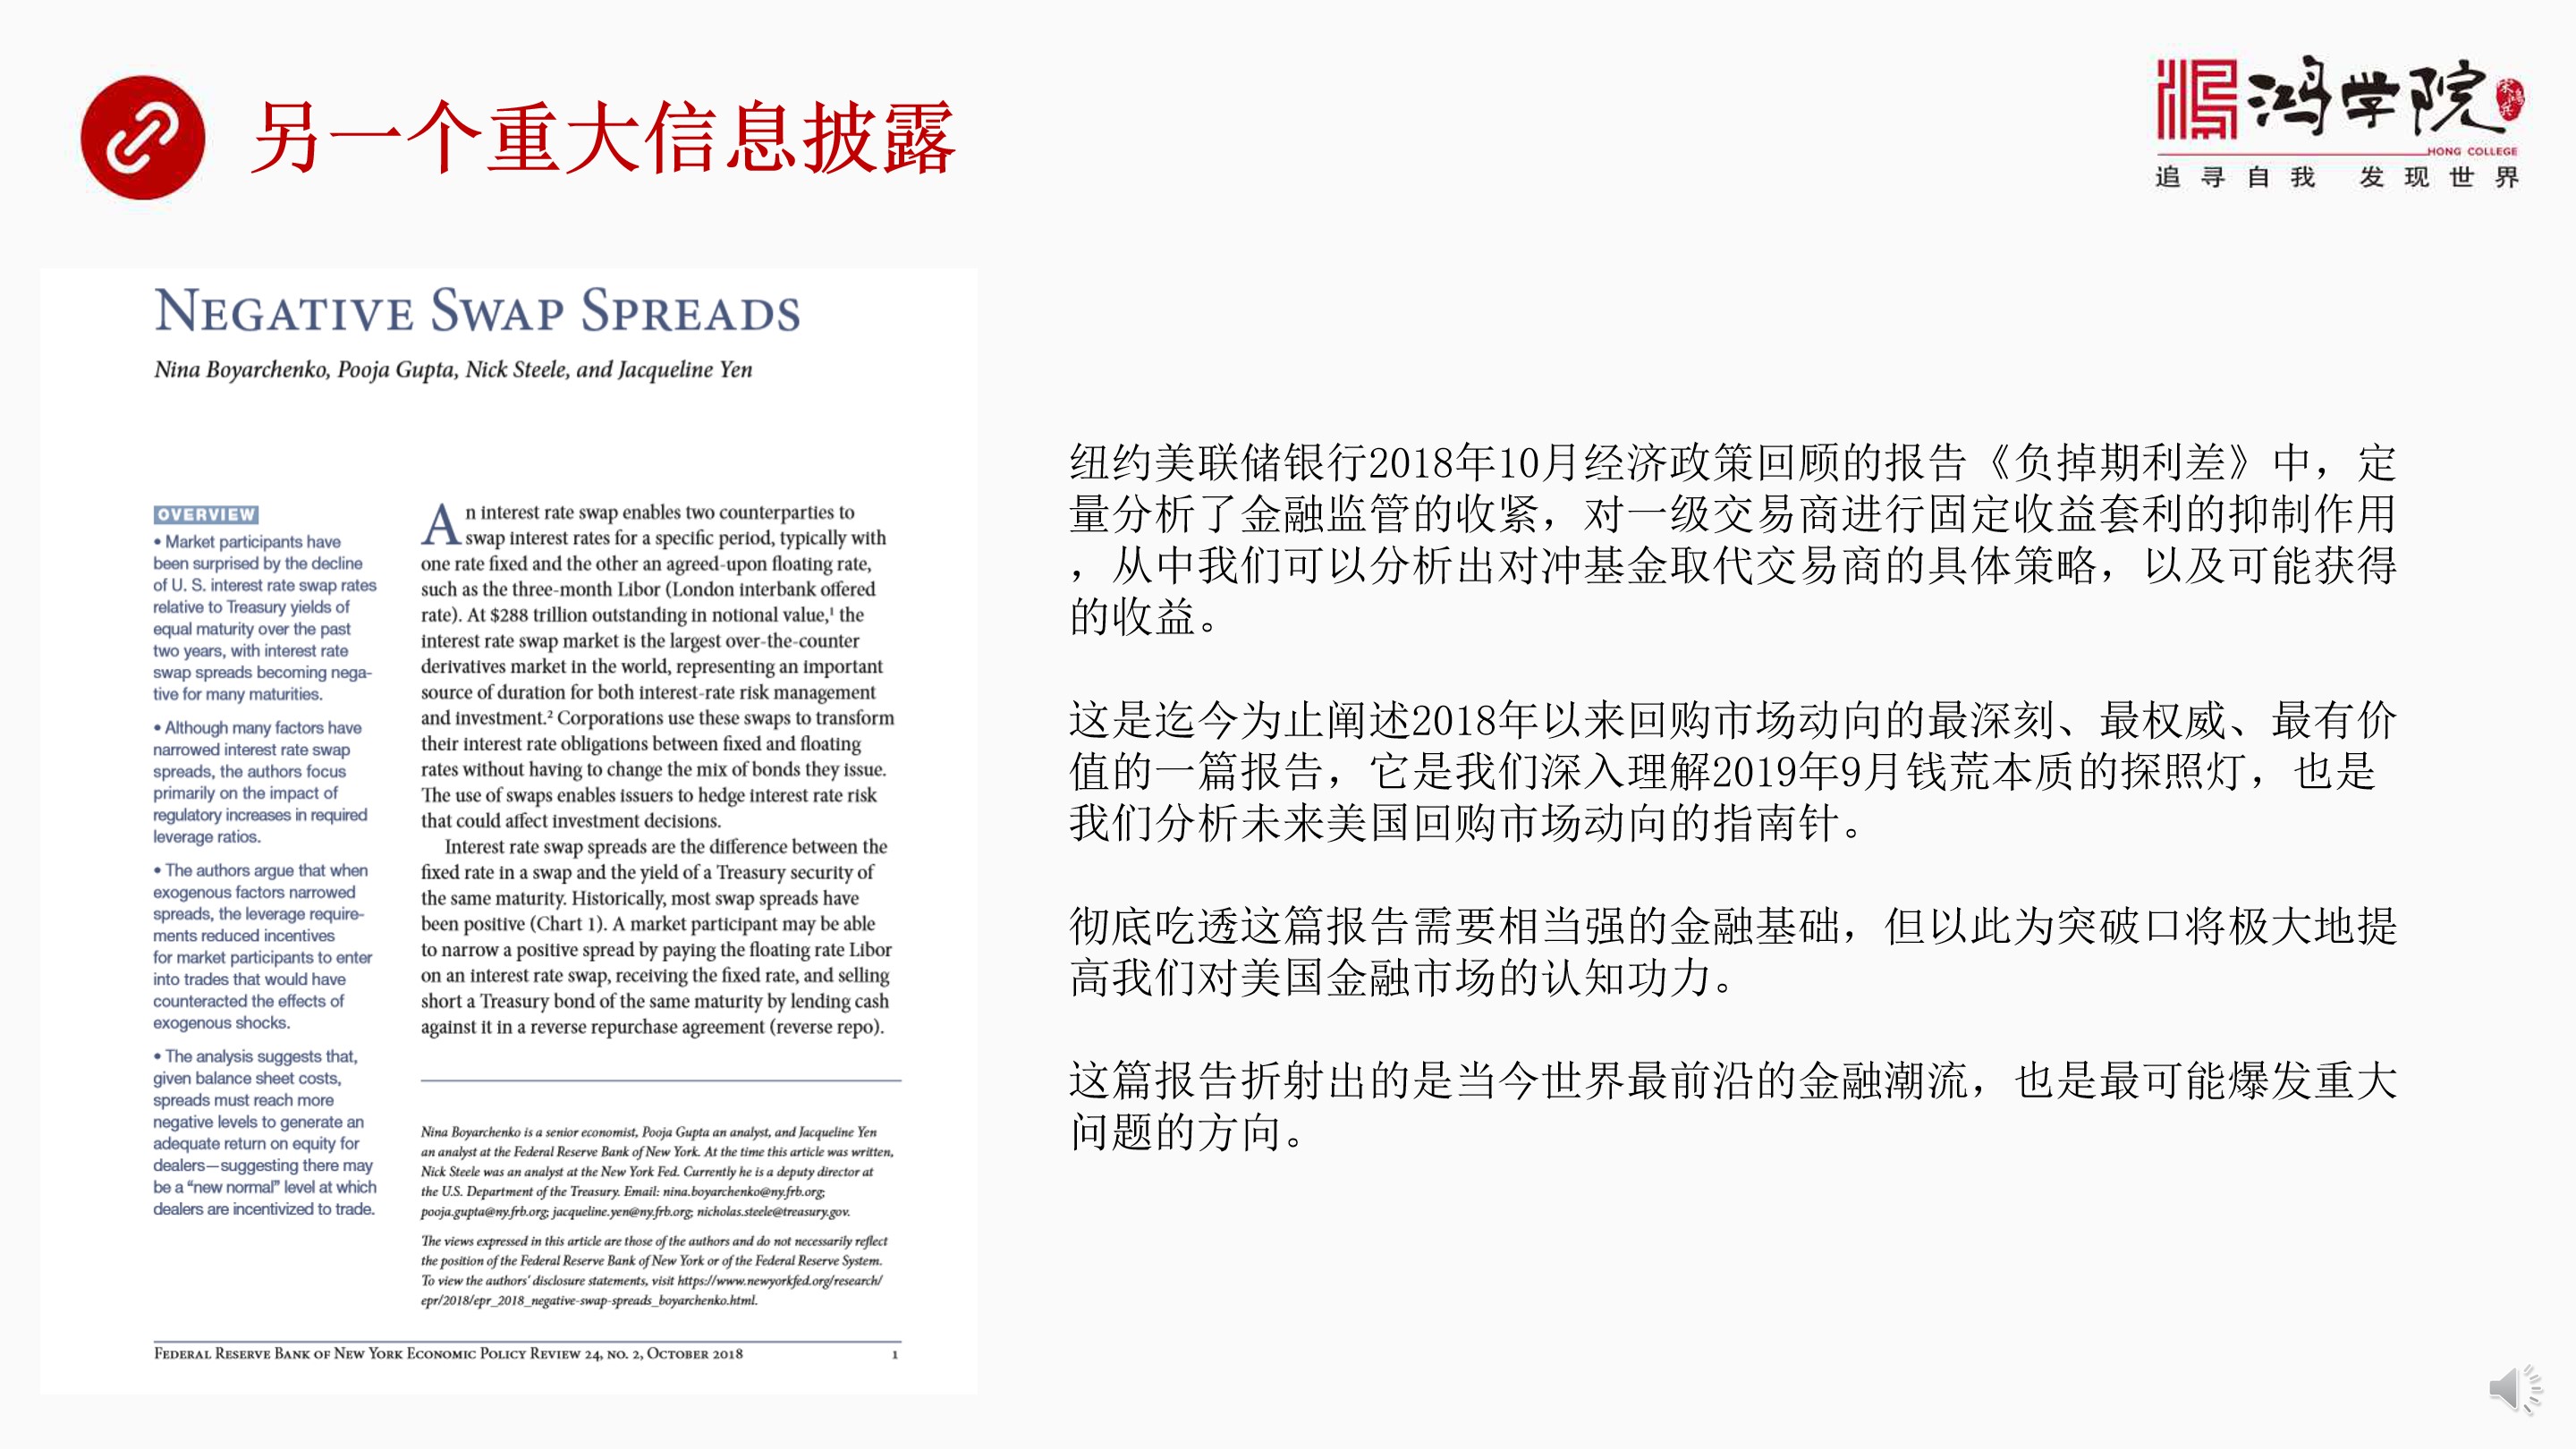 另一个重大信息披露
鸿学院
HONG COLLEGE
追寻自我 发现世界
NEGATIVE SWAP SPREADS
Nina Boyarchenko, Pooja Gupta, Nick Steele, and Jacqueline Yen
OVERVIEW
• Market participants have
been surprised by the decline
of U. S. interest rate swap rates
relative to Treasury yields of
equal maturity over the past
two years, with interest rate
swap spreads becoming nega-
tive for many maturities.
• Although many factors have
narrowed interest rate swap
spreads, the authors focus
primarily on the impact of
regulatory increases in required
leverage ratios.
• The authors argue that when
exogenous factors narrowed
spreads, the leverage require-
ments reduced incentives
for market participants to enter
into trades that would have
counteracted the effects of
exogenous shocks.
• The analysis suggests that,
given balance sheet costs,
spreads must reach more
negative levels to generate an
adequate return on equity for
dealers—suggesting there may
be a “new normal” level at which
dealers are incentivized to trade.
An interest rate swap enables two counterparties to
swap interest rates for a specific period, typically with
one rate fixed and the other an agreed-upon floating rate,
such as the three-month Libor (London interbank offered
rate). At $288 trillion outstanding in notional value,¹ the
interest rate swap market is the largest over-the-counter
derivatives market in the world, representing an important
source of duration for both interest-rate risk management
and investment.² Corporations use these swaps to transform
their interest rate obligations between fixed and floating
rates without having to change the mix of bonds they issue.
The use of swaps enables issuers to hedge interest rate risk
that could affect investment decisions.
Interest rate swap spreads are the difference between the
fixed rate in a swap and the yield of a Treasury security of
the same maturity. Historically, most swap spreads have
been positive (Chart 1). A market participant may be able
to narrow a positive spread by paying the floating rate Libor
on an interest rate swap, receiving the fixed rate, and selling
short a Treasury bond of the same maturity by lending cash
against it in a reverse repurchase agreement (reverse repo).
Nina Boyarchenko is a senior economist, Pooja Gupta an analyst, and Jacqueline Yen
an analyst at the Federal Reserve Bank of New York. At the time this article was written,
Nick Steele was an analyst at the New York Fed. Currently he is a deputy director at
the U.S. Department of the Treasury. Email: nina.boyarchenko@ny.frb.org;
pooja.gupta@ny.frb.org; jacqueline.yen@ny.frb.org; nicholas.steele@treasury.gov.
The views expressed in this article are those of the authors and do not necessarily reflect
the position of the Federal Reserve Bank of New York or of the Federal Reserve System.
To view the authors’ disclosure statements, visit https://www.newyorkfed.org/research/
epr/2018/epr_2018_negative-swap-spreads_boyarchenko.html.
FEDERAL RESERVE BANK OF NEW YORK ECONOMIC POLICY REVIEW 24, NO. 2, OCTOBER 2018 1
纽约美联储银行2018年10月经济政策回顾的报告《负掉期利差》中，定
量分析了金融监管的收紧，对一级交易商进行固定收益套利的抑制作用
，从中我们可以分析出对冲基金取代交易商的具体策略，以及可能获得
的收益。
这是迄今为止阐述2018年以来回购市场动向的最深刻、最权威、最有价
值的一篇报告，它是我们深入理解2019年9月钱荒本质的探照灯，也是
我们分析未来美国回购市场动向的指南针。
彻底吃透这篇报告需要相当强的金融基础，但以此为突破口将极大地提
高我们对美国金融市场的认知功力。
这篇报告折射出的是当今世界最前沿的金融潮流，也是最可能爆发重大
问题的方向。